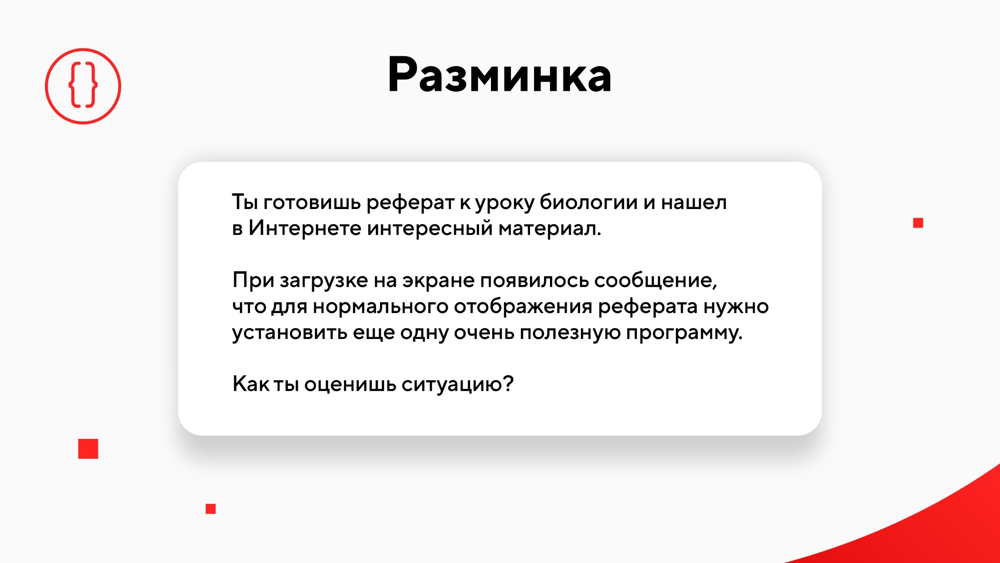 {}
Разминка
Ты готовишь реферат к уроку биологии и нашел
в Интернете интересный материал.
При загрузке на экране появилось сообщение,
что для нормального отображения реферата нужно
установить еще одну очень полезную программу.
Как ты оценишь ситуацию?